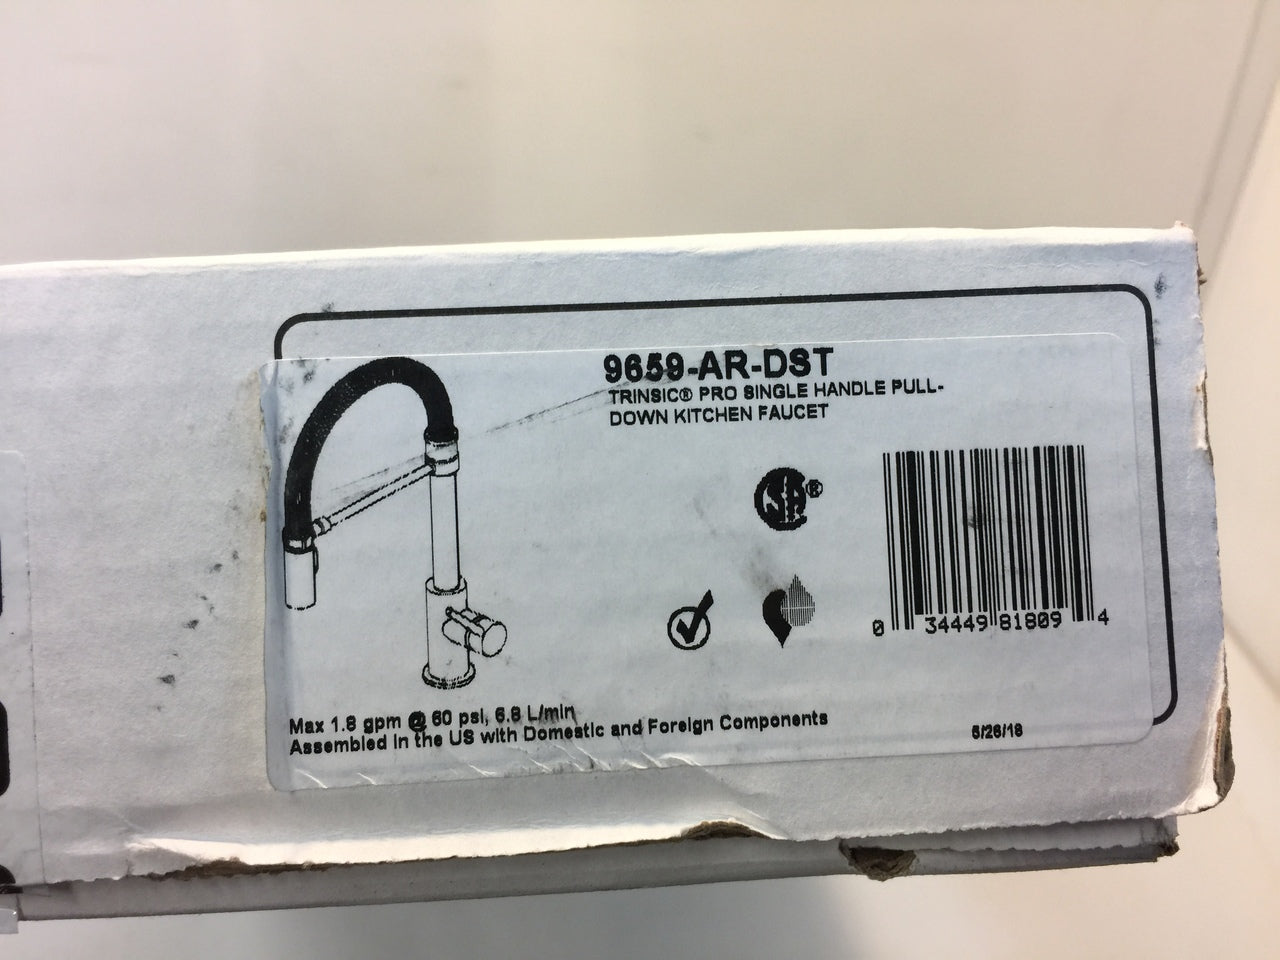 9659-AR-DST
TRINSIC® PRO SINGLE HANDLE PULL-
DOWN KITCHEN FAUCET
SA®
0 34449 81809 4
Max 1.8 gpm @ 60 psi, 6.8 L/min
Assembled in the US with Domestic and Foreign Components
5/26/18